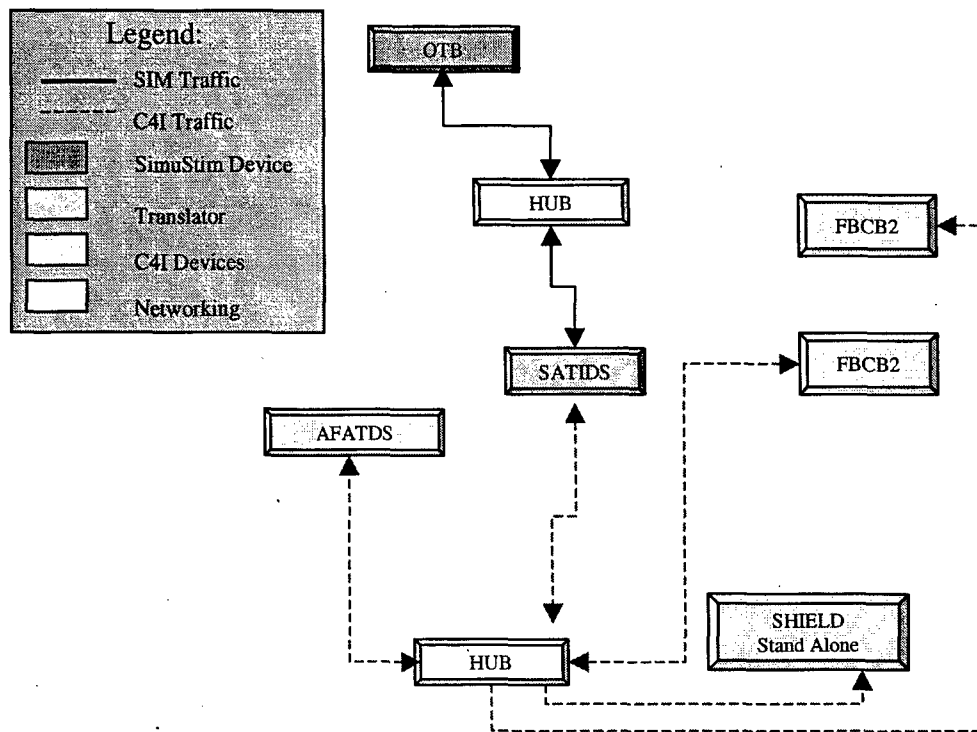 Legend:
SIM Traffic
C4I Traffic
SimuStim Device
Translator
C4I Devices
Networking
OTB
HUB
FBCB2
FBCB2
SATIDS
AFATDS
SHIELD
Stand Alone
HUB